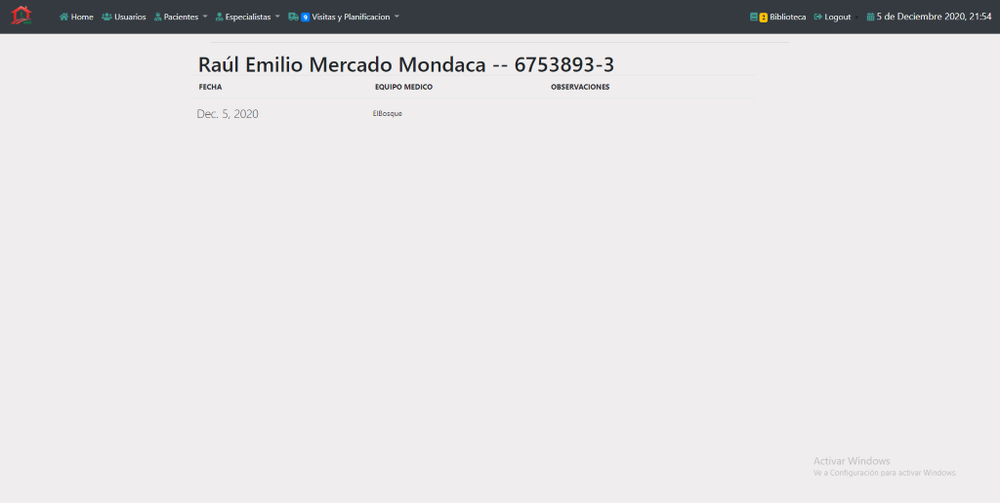 Home Usuarios Pacientes Especialistas 9 Visitas y Planificacion Biblioteca Logout 5 de Deciembre 2020, 21:54
Raúl Emilio Mercado Mondaca -- 6753893-3
FECHA EQUIPO MEDICO OBSERVACIONES
Dec. 5, 2020 ElBosque
Activar Windows
Ve a Configuración para activar Windows.